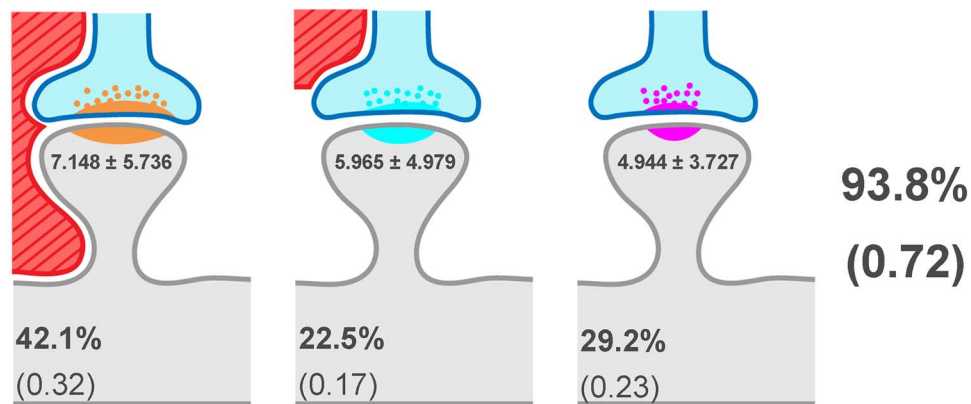 7.148 ± 5.736
5.965 ± 4.979
4.944 ± 3.727
93.8%
(0.72)
42.1%
(0.32)
22.5%
(0.17)
29.2%
(0.23)